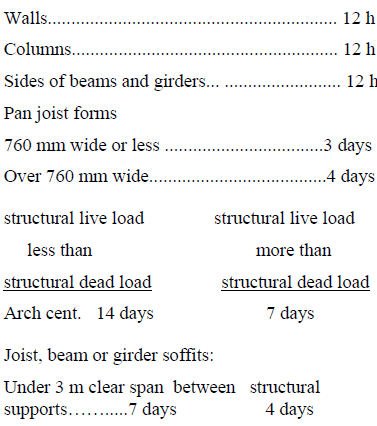 Walls............................................................. 12 h
Columns........................................................ 12 h
Sides of beams and girders... ......................... 12 h
Pan joist forms
760 mm wide or less ..................................3 days
Over 760 mm wide.....................................4 days
structural live load structural live load
less than more than
structural dead load structural dead load
Arch cent. 14 days 7 days
Joist, beam or girder soffits:
Under 3 m clear span between structural
supports…….....7 days 4 days